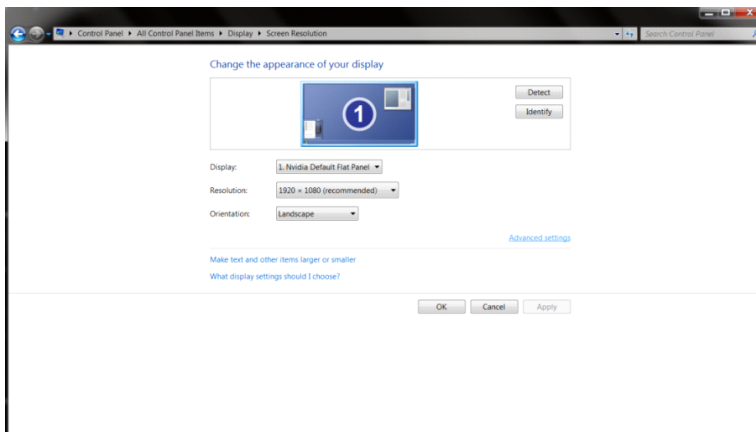 Control Panel ▸ All Control Panel Items ▸ Display ▸ Screen Resolution
Search Control Panel
Change the appearance of your display
1
Detect
Identify
Display: 1. Nvidia Default Flat Panel
Resolution: 1920 × 1080 (recommended)
Orientation: Landscape
Advanced settings
Make text and other items larger or smaller
What display settings should I choose?
OK Cancel Apply